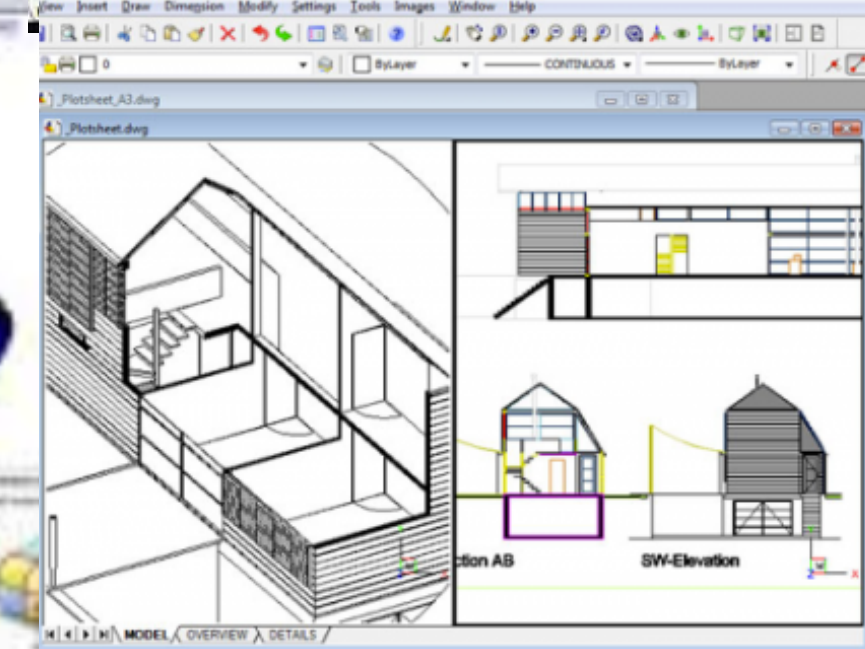 View Insert Draw Dimension Modify Settings Tools Images Window Help
0 ByLayer CONTINUOUS ByLayer
_Plotsheet_A3.dwg
_Plotsheet.dwg
ction AB SW-Elevation
MODEL OVERVIEW DETAILS